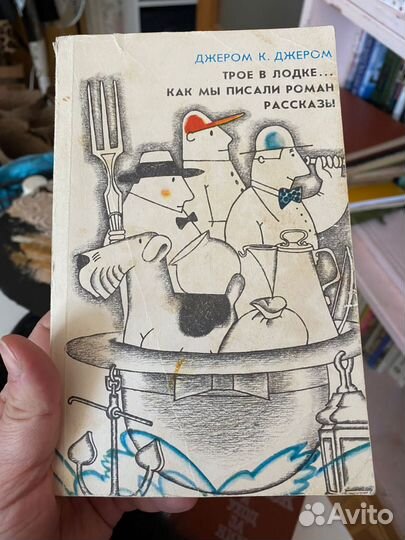 ДЖЕРОМ К. ДЖЕРОМ
ТРОЕ В ЛОДКЕ...
КАК МЫ ПИСАЛИ РОМАН
РАССКАЗЫ
Avito